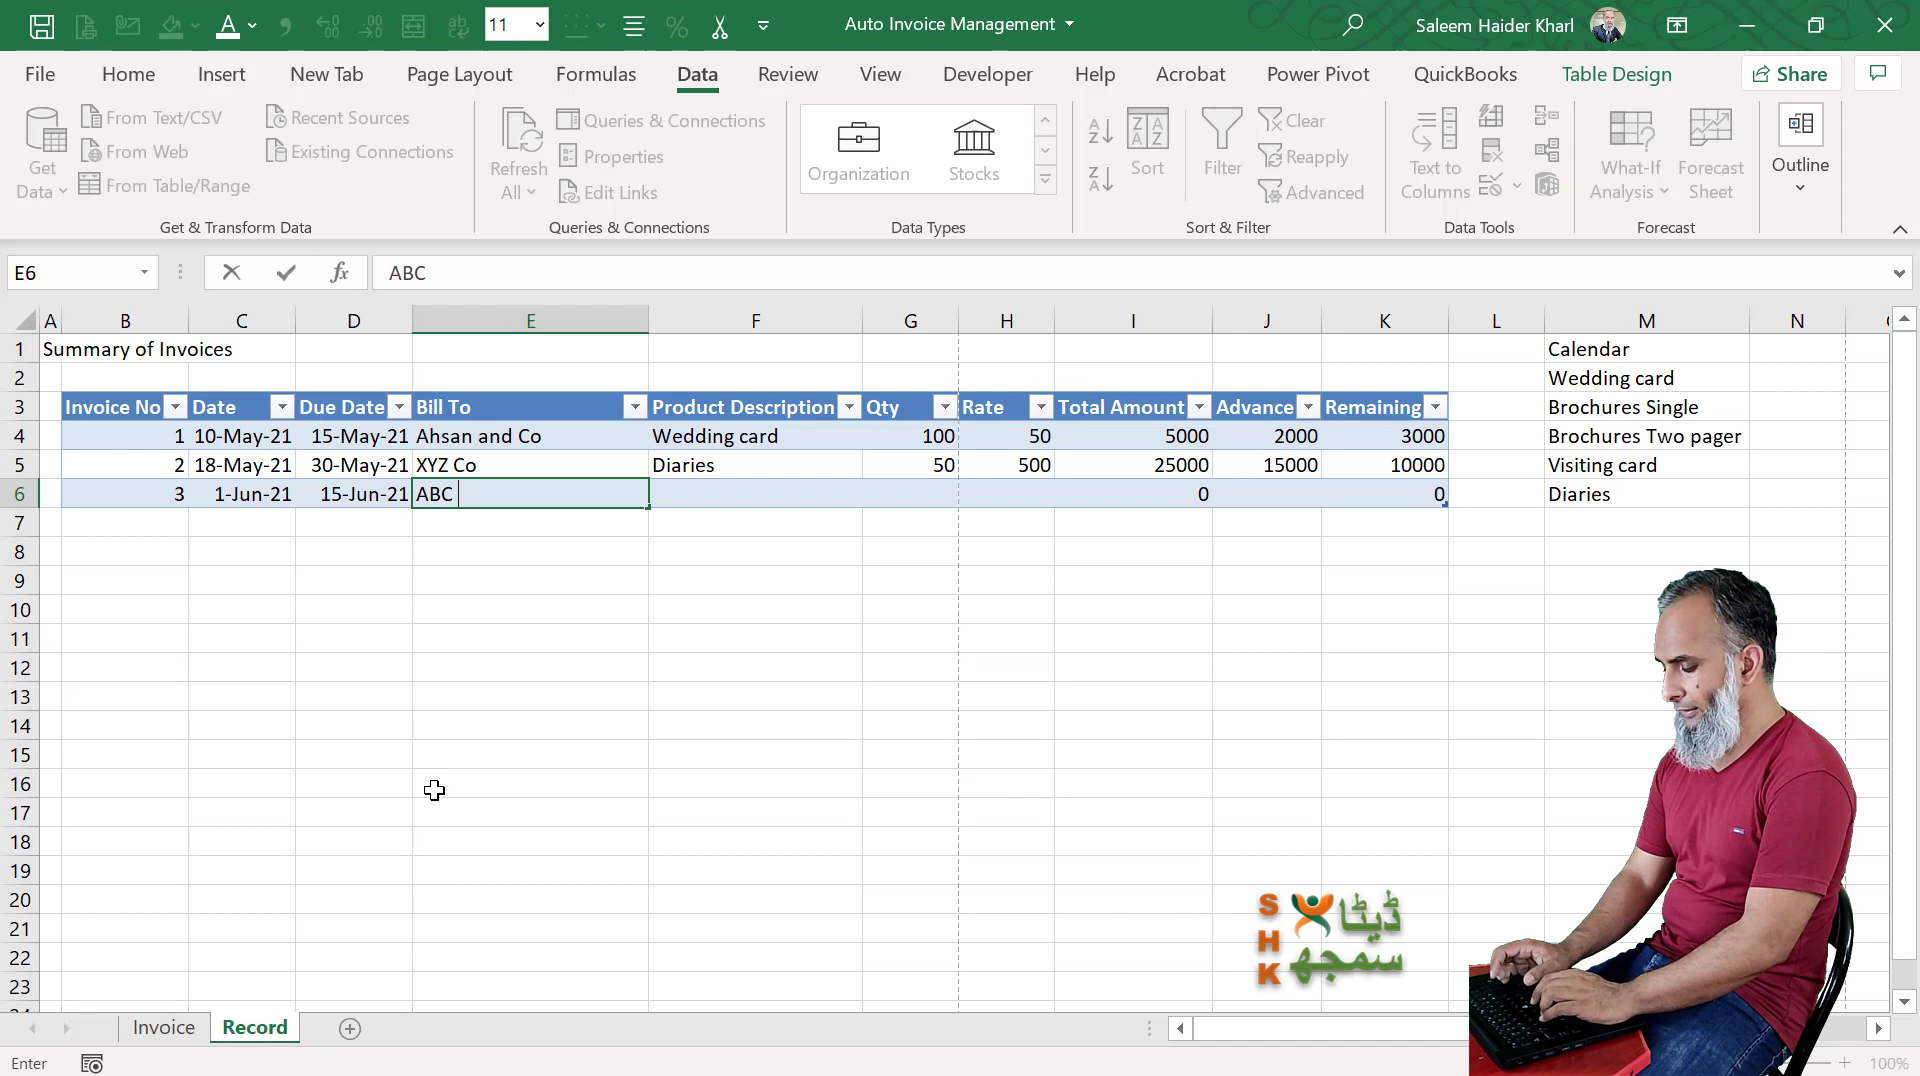 11
Auto Invoice Management
Saleem Haider Kharl
File Home Insert New Tab Page Layout Formulas Data Review View Developer Help Acrobat Power Pivot QuickBooks Table Design Share
Get Data
From Text/CSV
From Web
From Table/Range
Recent Sources
Existing Connections
Get & Transform Data
Refresh All
Queries & Connections
Properties
Edit Links
Queries & Connections
Organization
Stocks
Data Types
Sort
Filter
Clear
Reapply
Advanced
Sort & Filter
Text to Columns
Data Tools
What-If Analysis
Forecast Sheet
Forecast
Outline
E6 fx ABC
A B C D E F G H I J K L M N
1 Summary of Invoices Calendar
2 Wedding card
3 Invoice No Date Due Date Bill To Product Description Qty Rate Total Amount Advance Remaining Brochures Single
4 1 10-May-21 15-May-21 Ahsan and Co Wedding card 100 50 5000 2000 3000 Brochures Two pager
5 2 18-May-21 30-May-21 XYZ Co Diaries 50 500 25000 15000 10000 Visiting card
6 3 1-Jun-21 15-Jun-21 ABC 0 0 Diaries
7
8
9
10
11
12
13
14
15
16
17
18
19
20
21
22
23
SHK
ڈیٹا
سمجھ
Invoice Record
Enter
100%